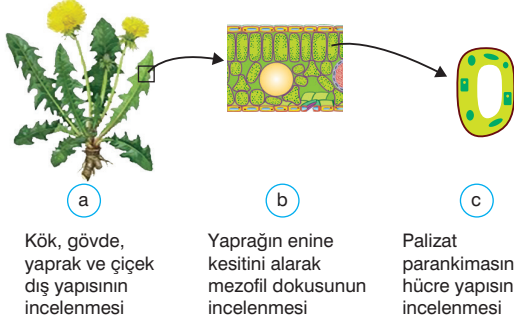 a
b
c
Kök, gövde,
yaprak ve çiçek
dış yapısının
incelenmesi
Yaprağın enine
kesitini alarak
mezofil dokusunun
incelenmesi
Palizat
parankimasın
hücre yapısın
incelenmesi